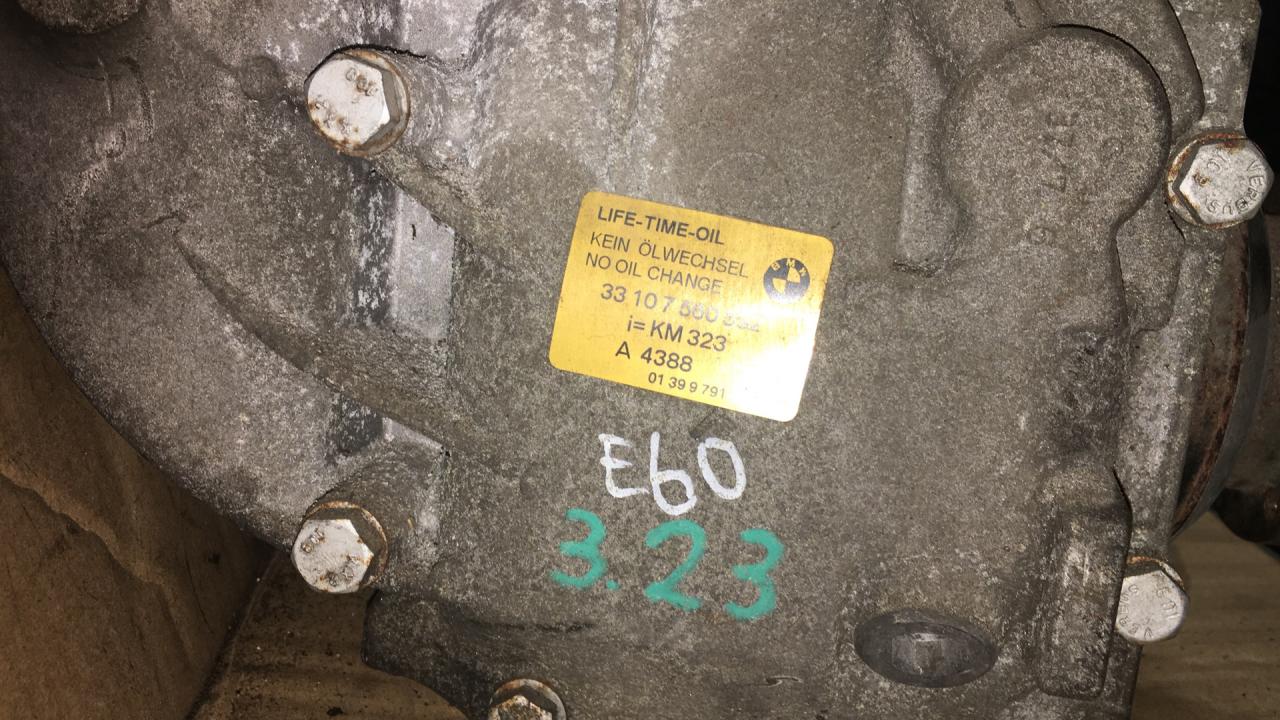 LIFE-TIME-OIL
KEIN ÖLWECHSEL
NO OIL CHANGE
BMW
33 10 7
i= KM 323
A 4388
01 39 9 791
E60
3.23